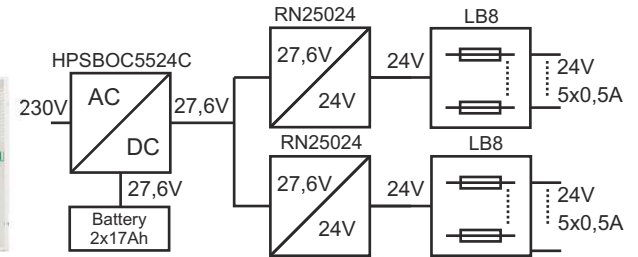 RN25024
LB8
HPSBOC5524C
27,6V
24V
24V
24V
5x0,5A
230V
AC
DC
27,6V
27,6V
Battery
2x17Ah
RN25024
LB8
27,6V
24V
24V
24V
5x0,5A